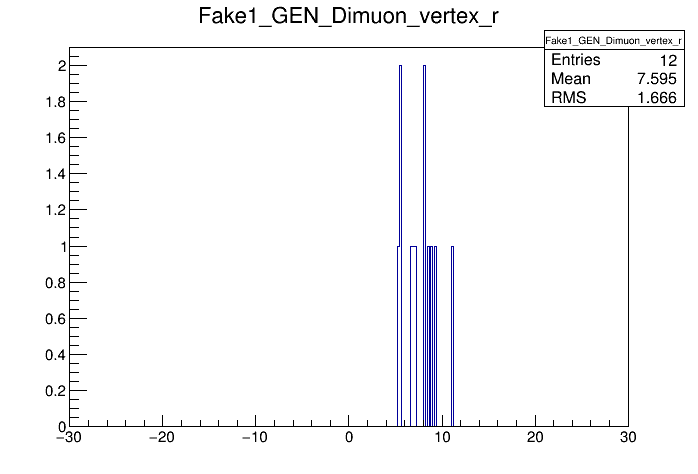 Fake1_GEN_Dimuon_vertex_r
Fake1_GEN_Dimuon_vertex_r
Entries 12
Mean 7.595
RMS 1.666
2
1.8
1.6
1.4
1.2
1
0.8
0.6
0.4
0.2
0
−30 −20 −10 0 10 20 30